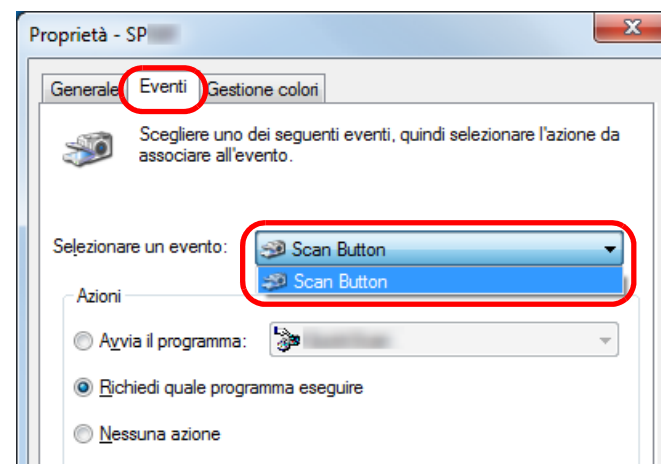 Proprietà - SP
Generale Eventi Gestione colori
Scegliere uno dei seguenti eventi, quindi selezionare l'azione da
associare all'evento.
Selezionare un evento: Scan Button
Scan Button
Azioni
Avvia il programma:
Richiedi quale programma eseguire
Nessuna azione